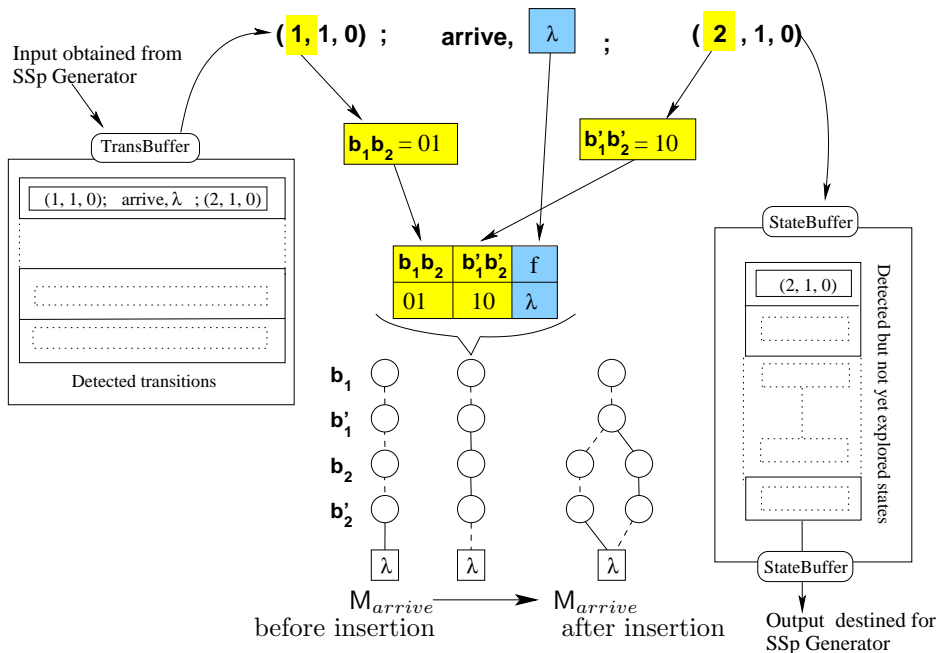 (1, 1, 0) ; arrive, λ ; (2 , 1, 0)
Input obtained from
SSp Generator
TransBuffer
b1b2 = 01
b'1b'2 = 10
(1, 1, 0); arrive, λ ; (2, 1, 0)
Detected transitions
b1b2 b'1b'2 f
01 10 λ
b1
b'1
b2
b'2
λ λ λ
Marrive Marrive
before insertion after insertion
StateBuffer
(2, 1, 0)
Detected but not yet explored states
StateBuffer
Output destined for
SSp Generator